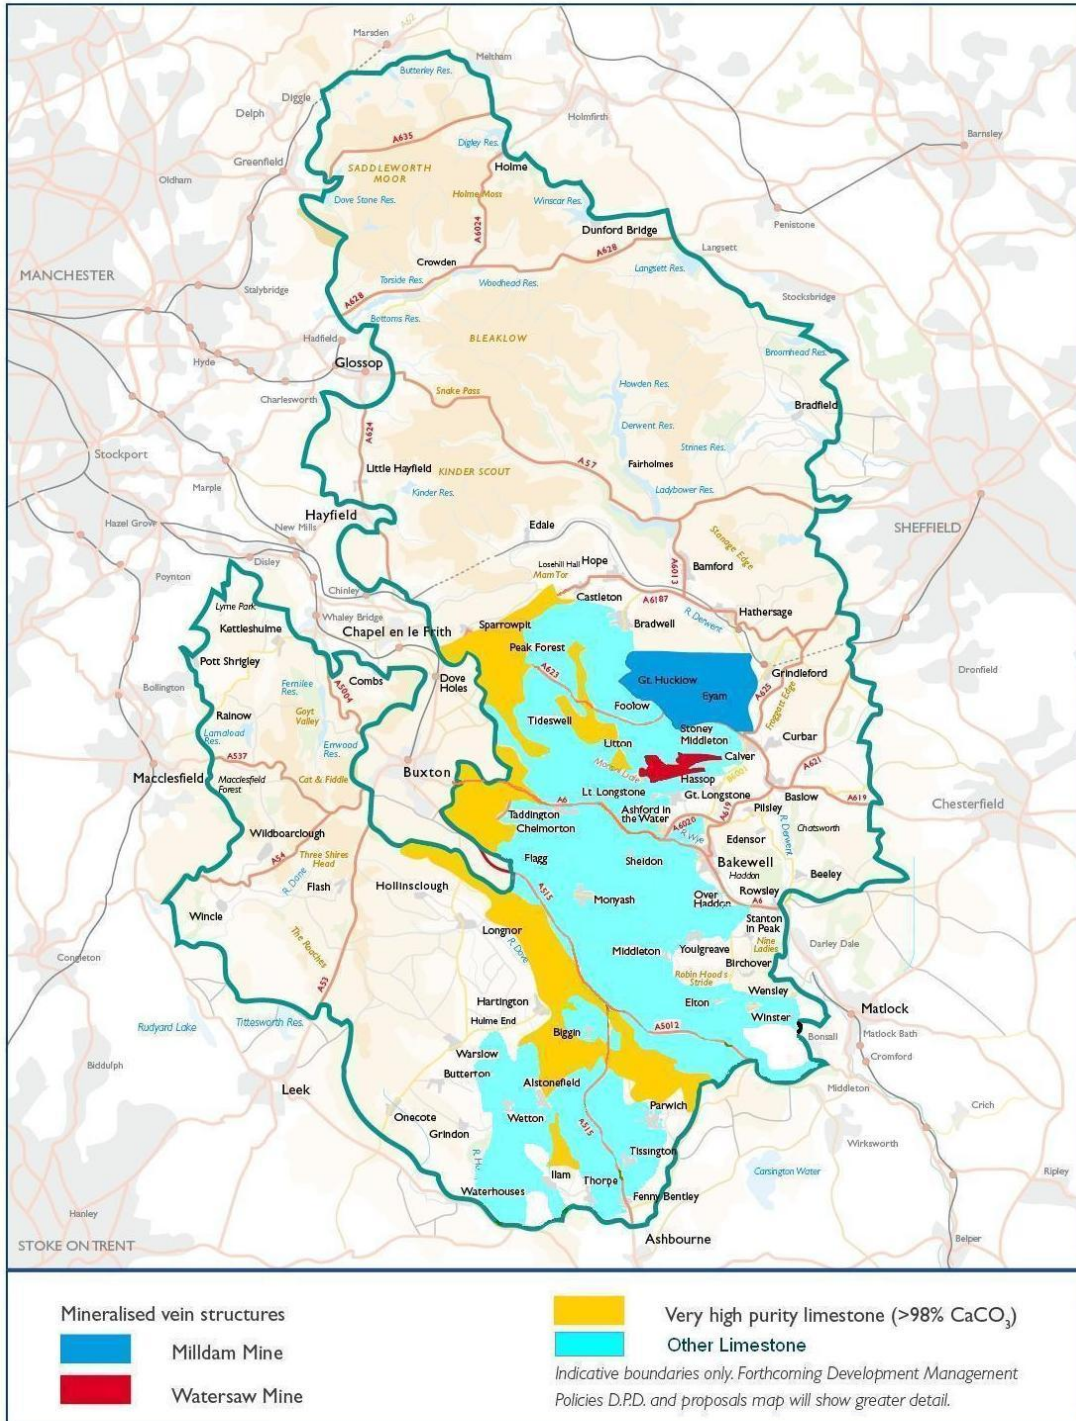 A62
Marsden
Meltham
Butterley Res.
Diggle
Delph
Holmfirth
Barnsley
A635
Digley Res.
Greenfield
SADDLEWORTH
MOOR
Holme
Oldham
Holme Moss
Dove Stone Res.
Winscar Res.
A6024
Penistone
Dunford Bridge
A628
Langsett
Crowden
MANCHESTER
Torside Res.
Woodhead Res.
Langsett Res.
Stalybridge
A628
Stocksbridge
Bottoms Res.
Hadfield
BLEAKLOW
Broomhead Res.
Hyde
Glossop
Snake Pass
Howden Res.
Charlesworth
Bradfield
A624
Derwent Res.
Stockport
Strines Res.
Little Hayfield
KINDER SCOUT
A57
Fairholmes
Marple
Kinder Res.
Ladybower Res.
Hayfield
Hazel Grove
New Mills
Edale
Stanage Edge
SHEFFIELD
Disley
Losehill Hall
Hope
A6013
Bamford
Poynton
Mam Tor
Chinley
Castleton
A6187
Lyme Park
Whaley Bridge
R. Derwent
Hathersage
Kettleshulme
Chapel en le Frith
Sparrowpit
Bradwell
Pott Shrigley
Peak Forest
Grindleford
Dronfield
Fernilee
Res.
A5004
Combs
Dove
Holes
A623
Gt. Hucklow
Eyam
A625
Froggatt Edge
Bollington
Foolow
Rainow
Goyt
Valley
Tideswell
Stoney
Middleton
Lamaload
Res.
Errwood
Res.
Litton
Curbar
A537
Calver
A621
Macclesfield
Macclesfield
Forest
Cat & Fiddle
Buxton
Monsal Dale
Hassop
B6001
Lt Longstone
Gt. Longstone
Baslow
A619
Chesterfield
A6
Taddington
Ashford in
the Water
A619
Pilsley
Chelmorton
A6020
R. Wye
R. Derwent
Chatsworth
Wildboarclough
Edensor
A54
Three Shires
Head
Flagg
Sheldon
Bakewell
R. Dane
Flash
Hollinsclough
A515
Haddon
Beeley
Monyash
Over
Haddon
Rowsley
Wincle
A6
Stanton
in Peak
Longnor
R. Dove
The Roaches
Middleton
Youlgreave
Nine
Ladies
Darley Dale
Congleton
Birchover
A53
Robin Hood's
Stride
Wensley
Hartington
Elton
Matlock
Winster
Rudyard Lake
Tittesworth Res.
Hulme End
Biggin
A5012
Bonsall
Matlock Bath
Warslow
Cromford
Biddulph
Butterton
Alstonefield
Leek
Middleton
Parwich
Crich
Onecote
Wetton
A515
Grindon
Wirksworth
Tissington
Carsington Water
Ripley
Ilam
Thorpe
Waterhouses
Fenny Bentley
Hanley
Ashbourne
Belper
STOKE ON TRENT
Mineralised vein structures
Milldam Mine
Watersaw Mine
Very high purity limestone (>98% CaCO₃)
Other Limestone
Indicative boundaries only. Forthcorning Development Management
Policies D.P.D. and proposals map will show greater detail.